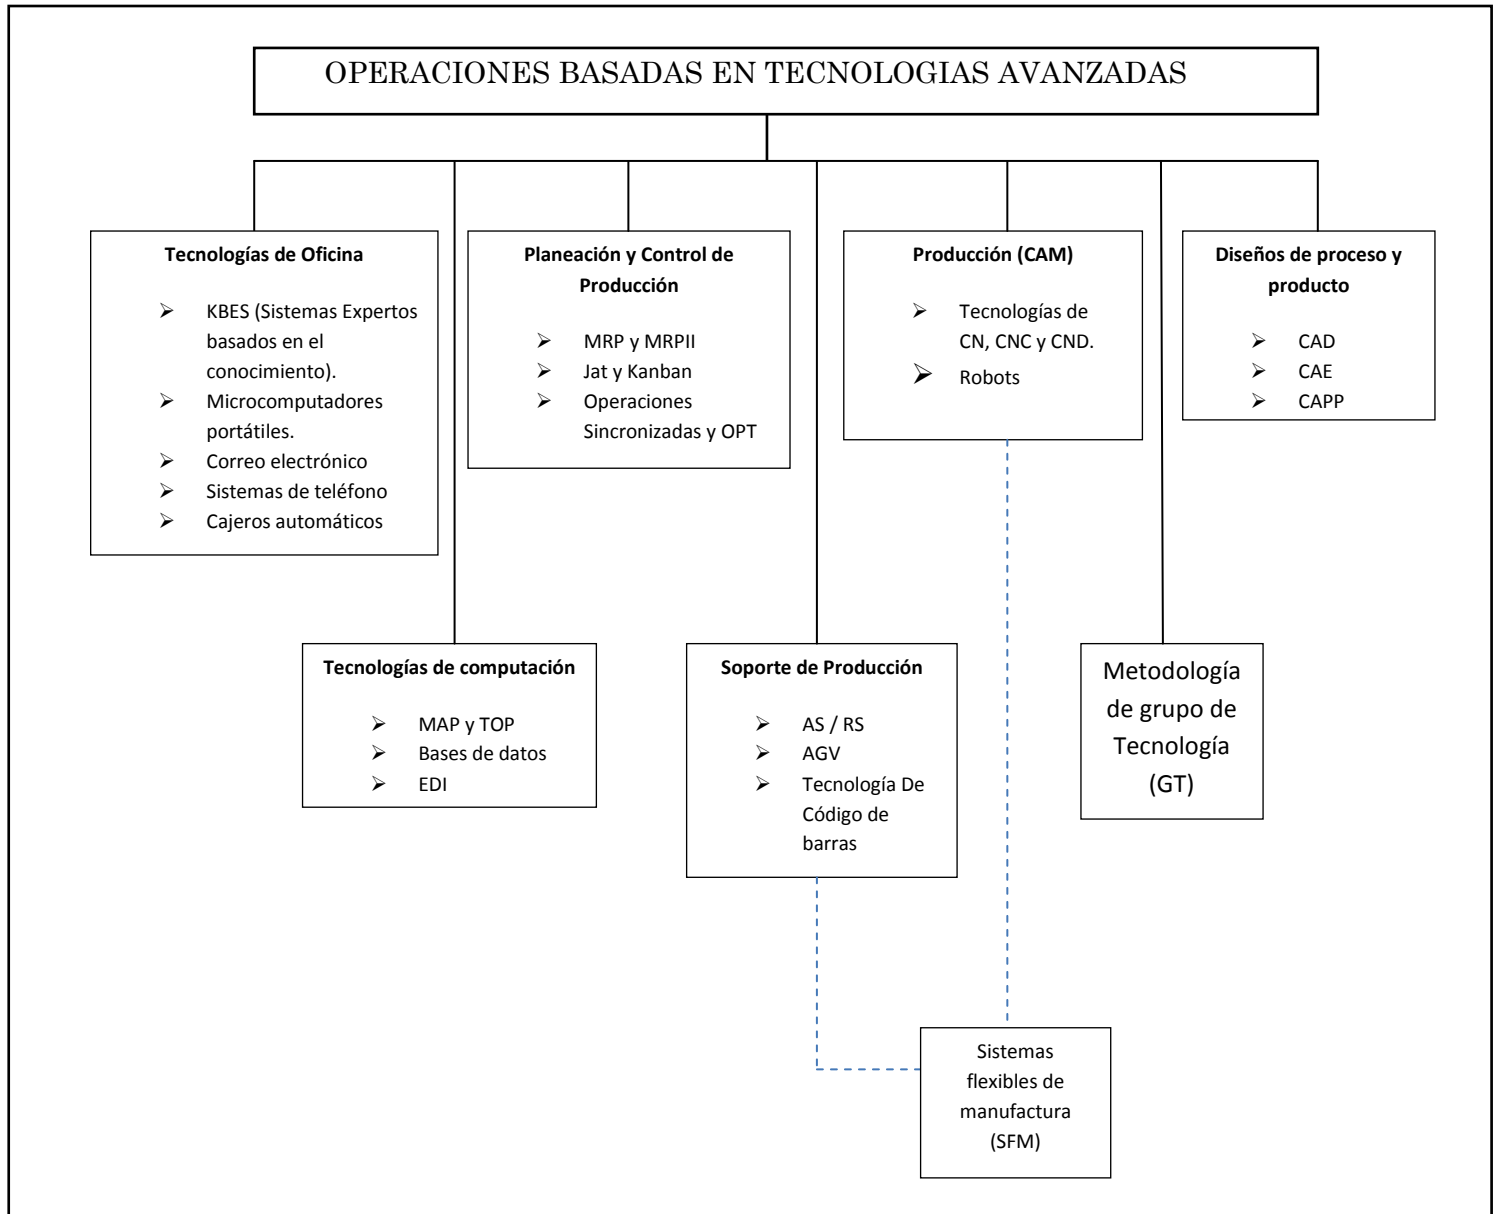 OPERACIONES BASADAS EN TECNOLOGIAS AVANZADAS
Tecnologías de Oficina
KBES (Sistemas Expertos
basados en el
conocimiento).
Microcomputadores
portátiles.
Correo electrónico
Sistemas de teléfono
Cajeros automáticos
Planeación y Control de
Producción
MRP y MRPII
Jat y Kanban
Operaciones
Sincronizadas y OPT
Producción (CAM)
Tecnologías de
CN, CNC y CND.
Robots
Diseños de proceso y
producto
CAD
CAE
CAPP
Tecnologías de computación
MAP y TOP
Bases de datos
EDI
Soporte de Producción
AS / RS
AGV
Tecnología De
Código de
barras
Metodología
de grupo de
Tecnología
(GT)
Sistemas
flexibles de
manufactura
(SFM)